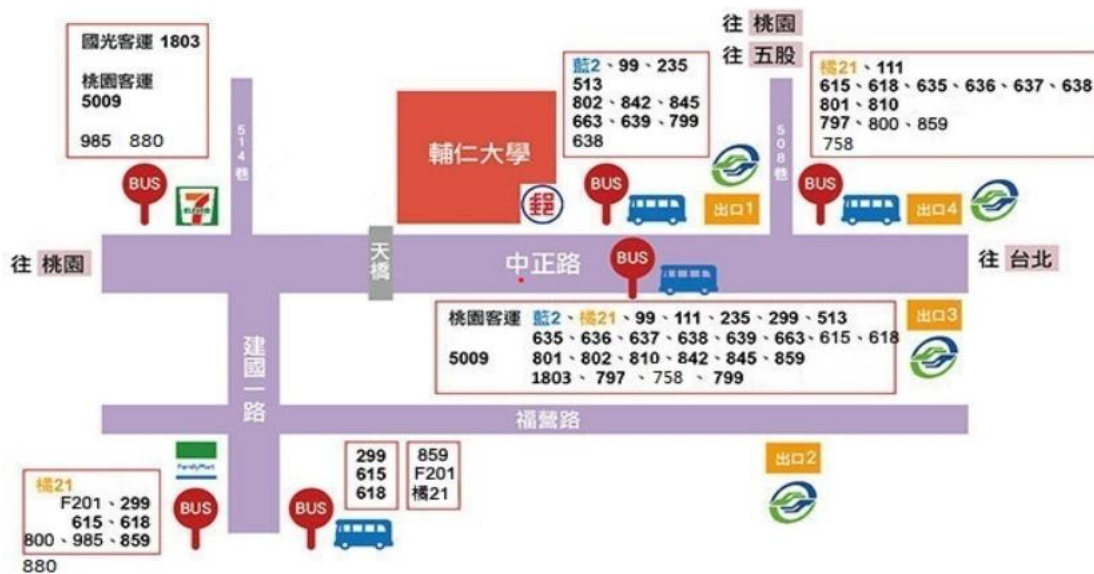 國光客運 1803
桃園客運
5009
985 880
BUS
7
ELEVEN
514巷
輔仁大學
郵
藍2、99、235
513
802、842、845
663、639、799
638
BUS
出口1
往 桃園
往 五股
508巷
橘21、111
615、618、635、636、637、638
801、810
797、800、859
758
BUS
出口4
往 桃園
天橋
中正路
BUS
往 台北
桃園客運 藍2、橘21、99、111、235、299、513
635、636、637、638、639、663、615、618
5009 801、802、810、842、845、859
1803、797、758、799
出口3
建國一路
福營路
FamilyMart
橘21
F201、299
615、618
800、985、859
880
BUS
BUS
299
615
618
859
F201
橘21
出口2